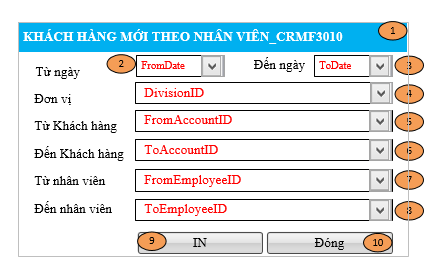 KHÁCH HÀNG MỚI THEO NHÂN VIÊN_CRMF3010 1
Từ ngày 2 FromDate Đến ngày ToDate 3
Đơn vị DivisionID 4
Từ Khách hàng FromAccountID 5
Đến Khách hàng ToAccountID 6
Từ nhân viên FromEmployeeID 7
Đến nhân viên ToEmployeeID 8
9 IN Đóng 10